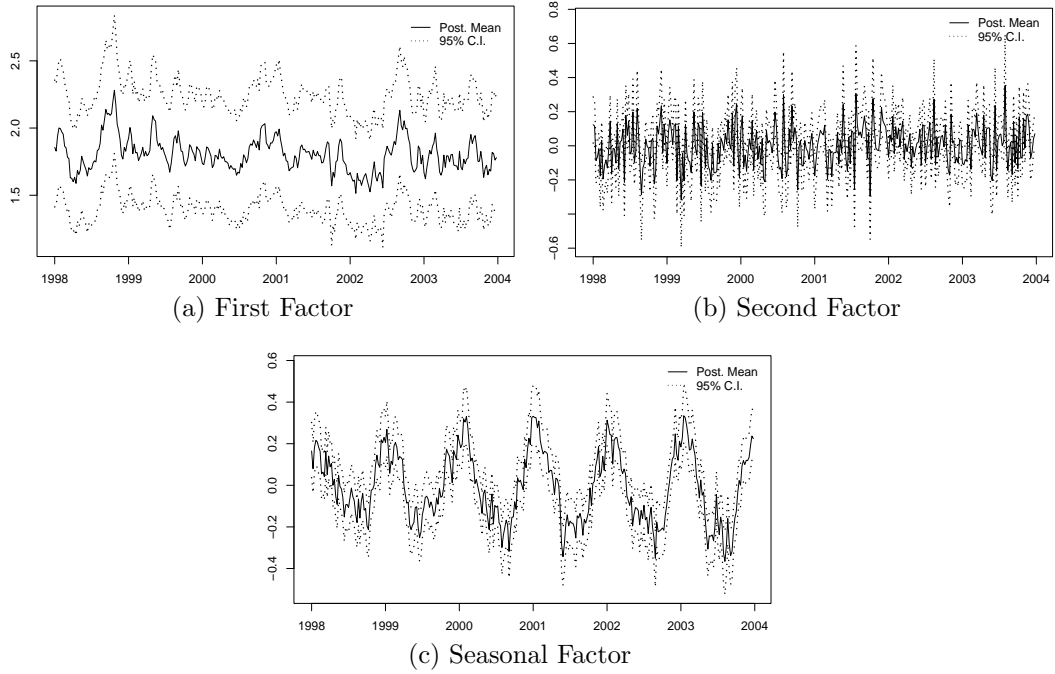 Post. Mean
95% C.I.
2.5
2.0
1.5
1998 1999 2000 2001 2002 2003 2004
(a) First Factor
Post. Mean
95% C.I.
0.8
0.6
0.4
0.2
0.0
-0.2
-0.6
1998 1999 2000 2001 2002 2003 2004
(b) Second Factor
Post. Mean
95% C.I.
0.6
0.4
0.2
0.0
-0.2
-0.4
1998 1999 2000 2001 2002 2003 2004
(c) Seasonal Factor